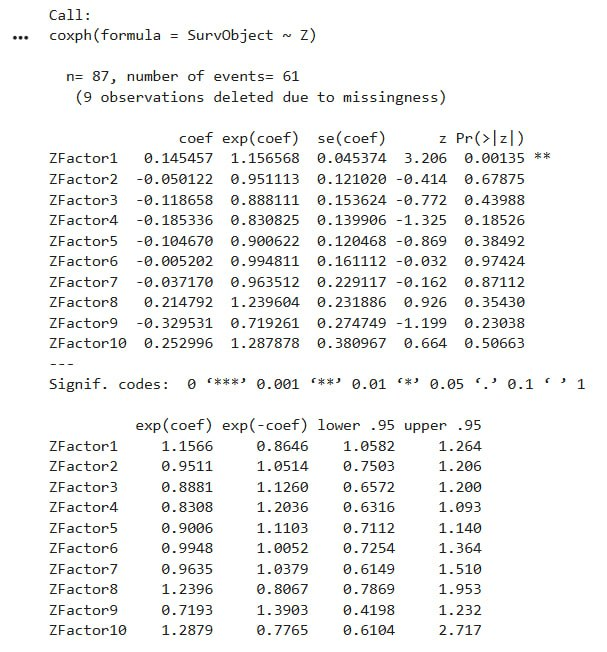 Call:
... coxph(formula = SurvObject ~ Z)
n= 87, number of events= 61
(9 observations deleted due to missingness)
coef exp(coef) se(coef) z Pr(>|z|)
ZFactor1 0.145457 1.156568 0.045374 3.206 0.00135 **
ZFactor2 -0.050122 0.951113 0.121020 -0.414 0.67875
ZFactor3 -0.118658 0.888111 0.153624 -0.772 0.43988
ZFactor4 -0.185336 0.830825 0.139906 -1.325 0.18526
ZFactor5 -0.104670 0.900622 0.120468 -0.869 0.38492
ZFactor6 -0.005202 0.994811 0.161112 -0.032 0.97424
ZFactor7 -0.037170 0.963512 0.229117 -0.162 0.87112
ZFactor8 0.214792 1.239604 0.231886 0.926 0.35430
ZFactor9 -0.329531 0.719261 0.274749 -1.199 0.23038
ZFactor10 0.252996 1.287878 0.380967 0.664 0.50663
---
Signif. codes: 0 ‘***’ 0.001 ‘**’ 0.01 ‘*’ 0.05 ‘.’ 0.1 ‘ ’ 1
exp(coef) exp(-coef) lower .95 upper .95
ZFactor1 1.1566 0.8646 1.0582 1.264
ZFactor2 0.9511 1.0514 0.7503 1.206
ZFactor3 0.8881 1.1260 0.6572 1.200
ZFactor4 0.8308 1.2036 0.6316 1.093
ZFactor5 0.9006 1.1103 0.7112 1.140
ZFactor6 0.9948 1.0052 0.7254 1.364
ZFactor7 0.9635 1.0379 0.6149 1.510
ZFactor8 1.2396 0.8067 0.7869 1.953
ZFactor9 0.7193 1.3903 0.4198 1.232
ZFactor10 1.2879 0.7765 0.6104 2.717